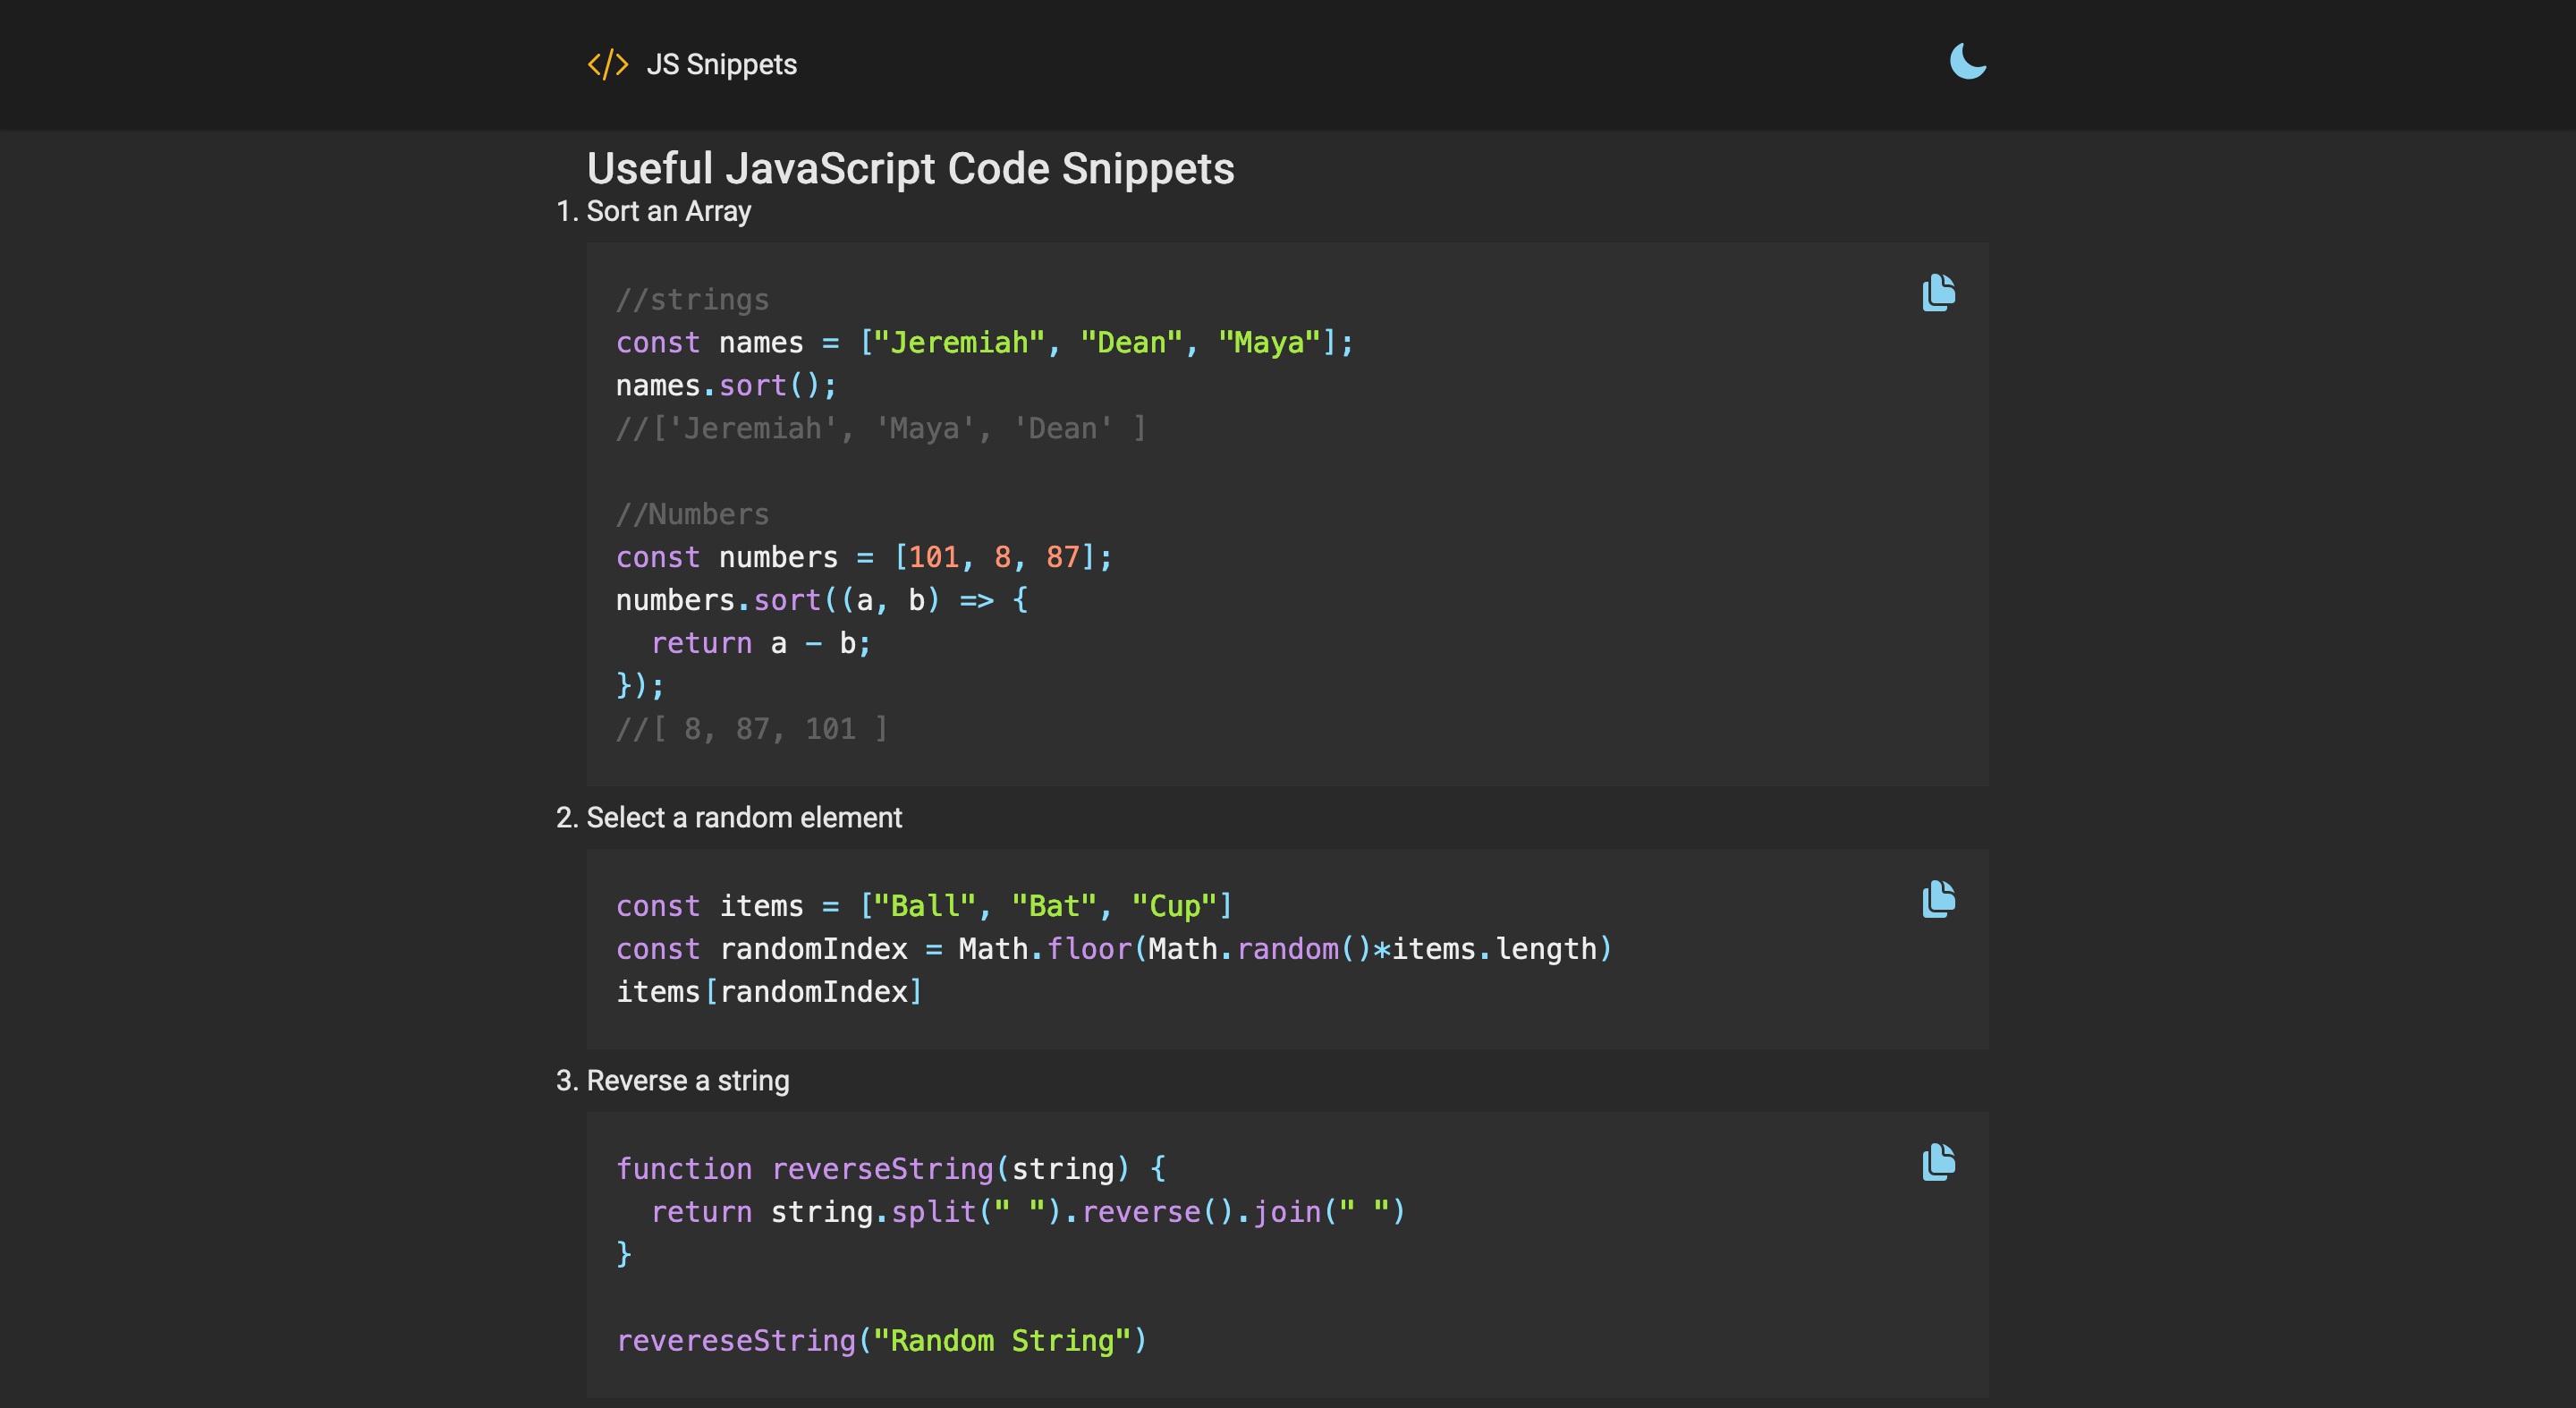 </> JS Snippets
Useful JavaScript Code Snippets
1. Sort an Array
//strings
const names = ["Jeremiah", "Dean", "Maya"];
names.sort();
//['Jeremiah', 'Maya', 'Dean' ]
//Numbers
const numbers = [101, 8, 87];
numbers.sort((a, b) => {
  return a - b;
});
//[ 8, 87, 101 ]
2. Select a random element
const items = ["Ball", "Bat", "Cup"]
const randomIndex = Math.floor(Math.random()*items.length)
items[randomIndex]
3. Reverse a string
function reverseString(string) {
  return string.split(" ").reverse().join(" ")
}
revereseString("Random String")